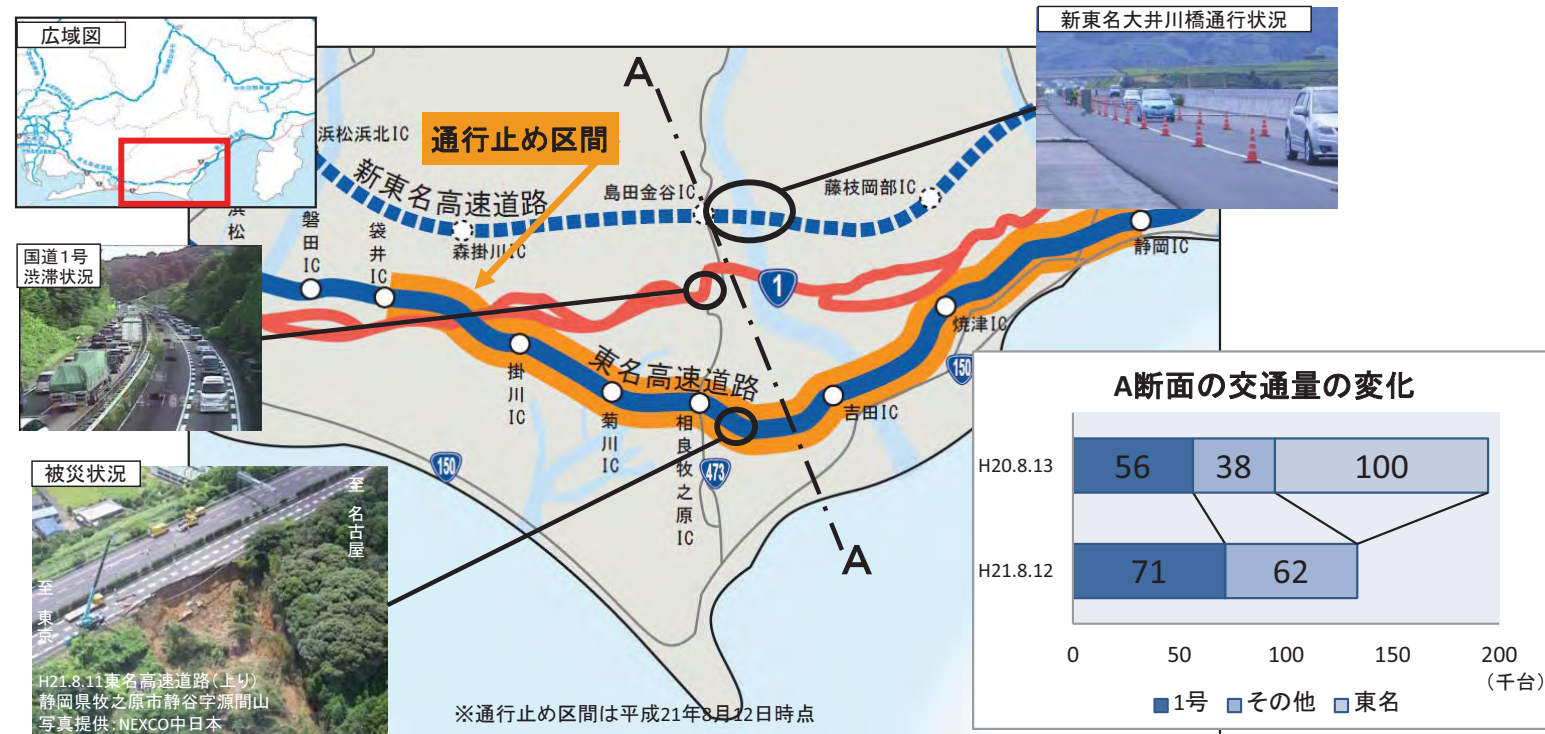 広域図
新東名大井川橋通行状況
A
浜松浜北IC
通行止め区間
新東名高速道路
島田金谷IC
藤枝岡部IC
森掛川IC
浜松
磐田IC
袋井IC
静岡IC
国道1号
渋滞状況
1
焼津IC
東名高速道路
150
掛川IC
菊川IC
相良牧之原IC
吉田IC
150
473
A
被災状況
至 名古屋
至 東京
H21.8.11東名高速道路(上り)
静岡県牧之原市静谷字源間山
写真提供:NEXCO中日本
※通行止め区間は平成21年8月12日時点
A断面の交通量の変化
H20.8.13
56 38 100
H21.8.12
71 62
0 50 100 150 200
(千台)
1号 その他 東名